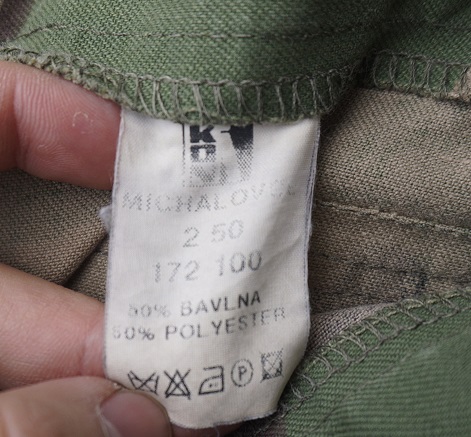 MICHALOVCE
2 50
172 100
50% BAVLNA
50% POLYESTER
P